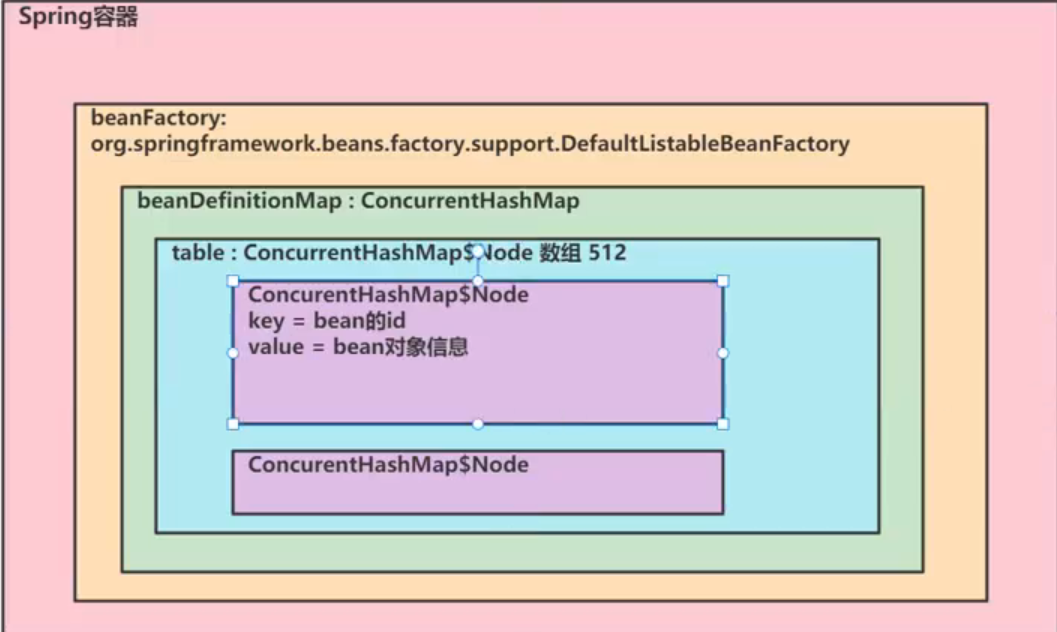 Spring容器
beanFactory:
org.springframework.beans.factory.support.DefaultListableBeanFactory
beanDefinitionMap : ConcurrentHashMap
table : ConcurrentHashMap$Node 数组 512
ConcurentHashMap$Node
key = bean的id
value = bean对象信息
ConcurentHashMap$Node